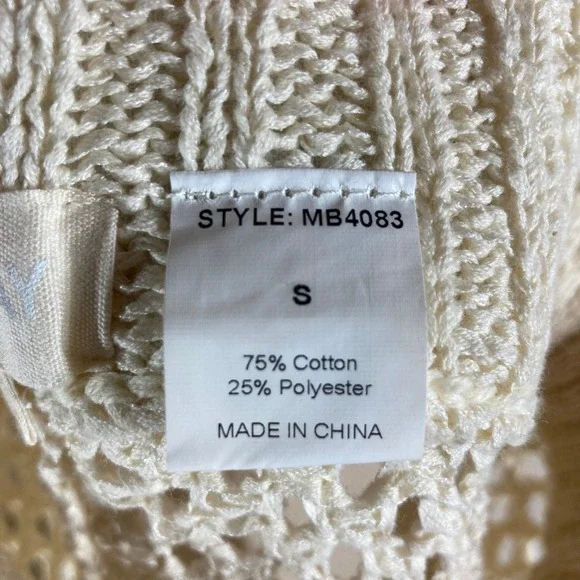 STYLE: MB4083
S
75% Cotton
25% Polyester
MADE IN CHINA